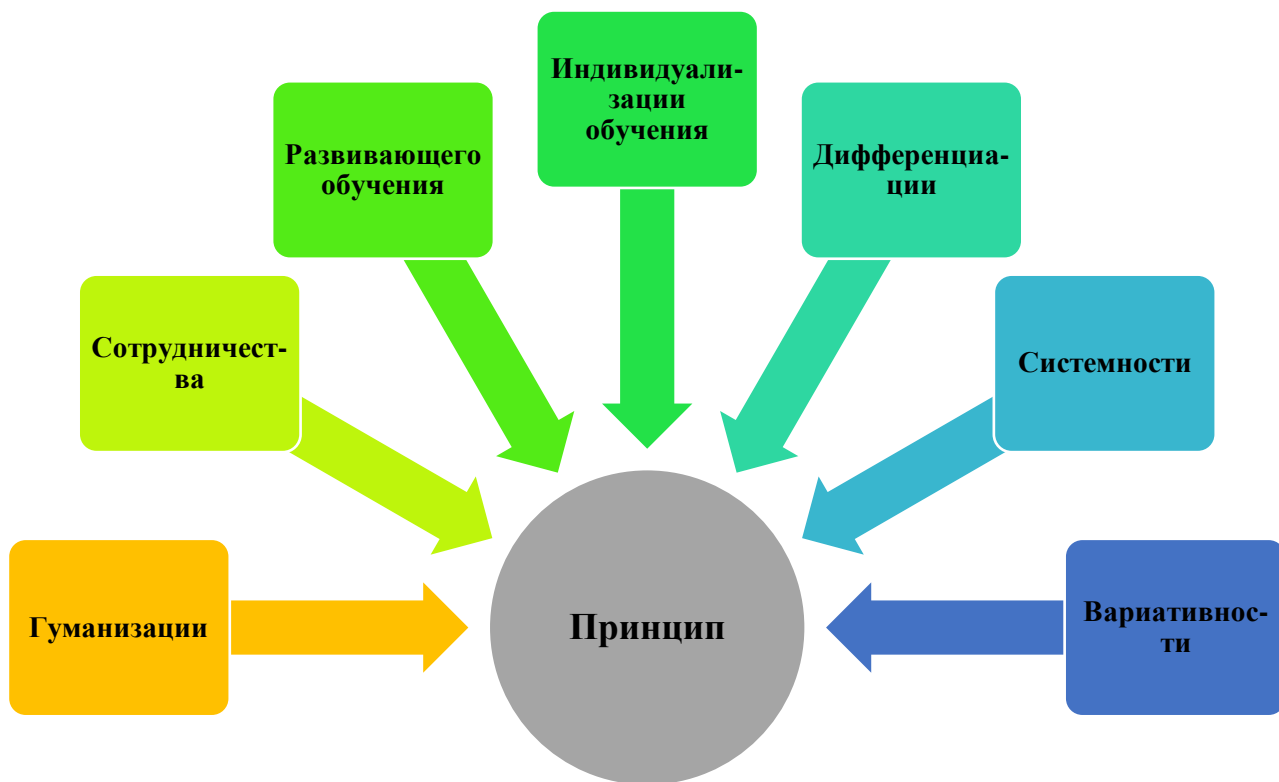 Индивидуали-
зации
обучения
Развивающего
обучения
Дифференциа-
ции
Сотрудничест-
ва
Системности
Гуманизации
Принцип
Вариативнос-
ти